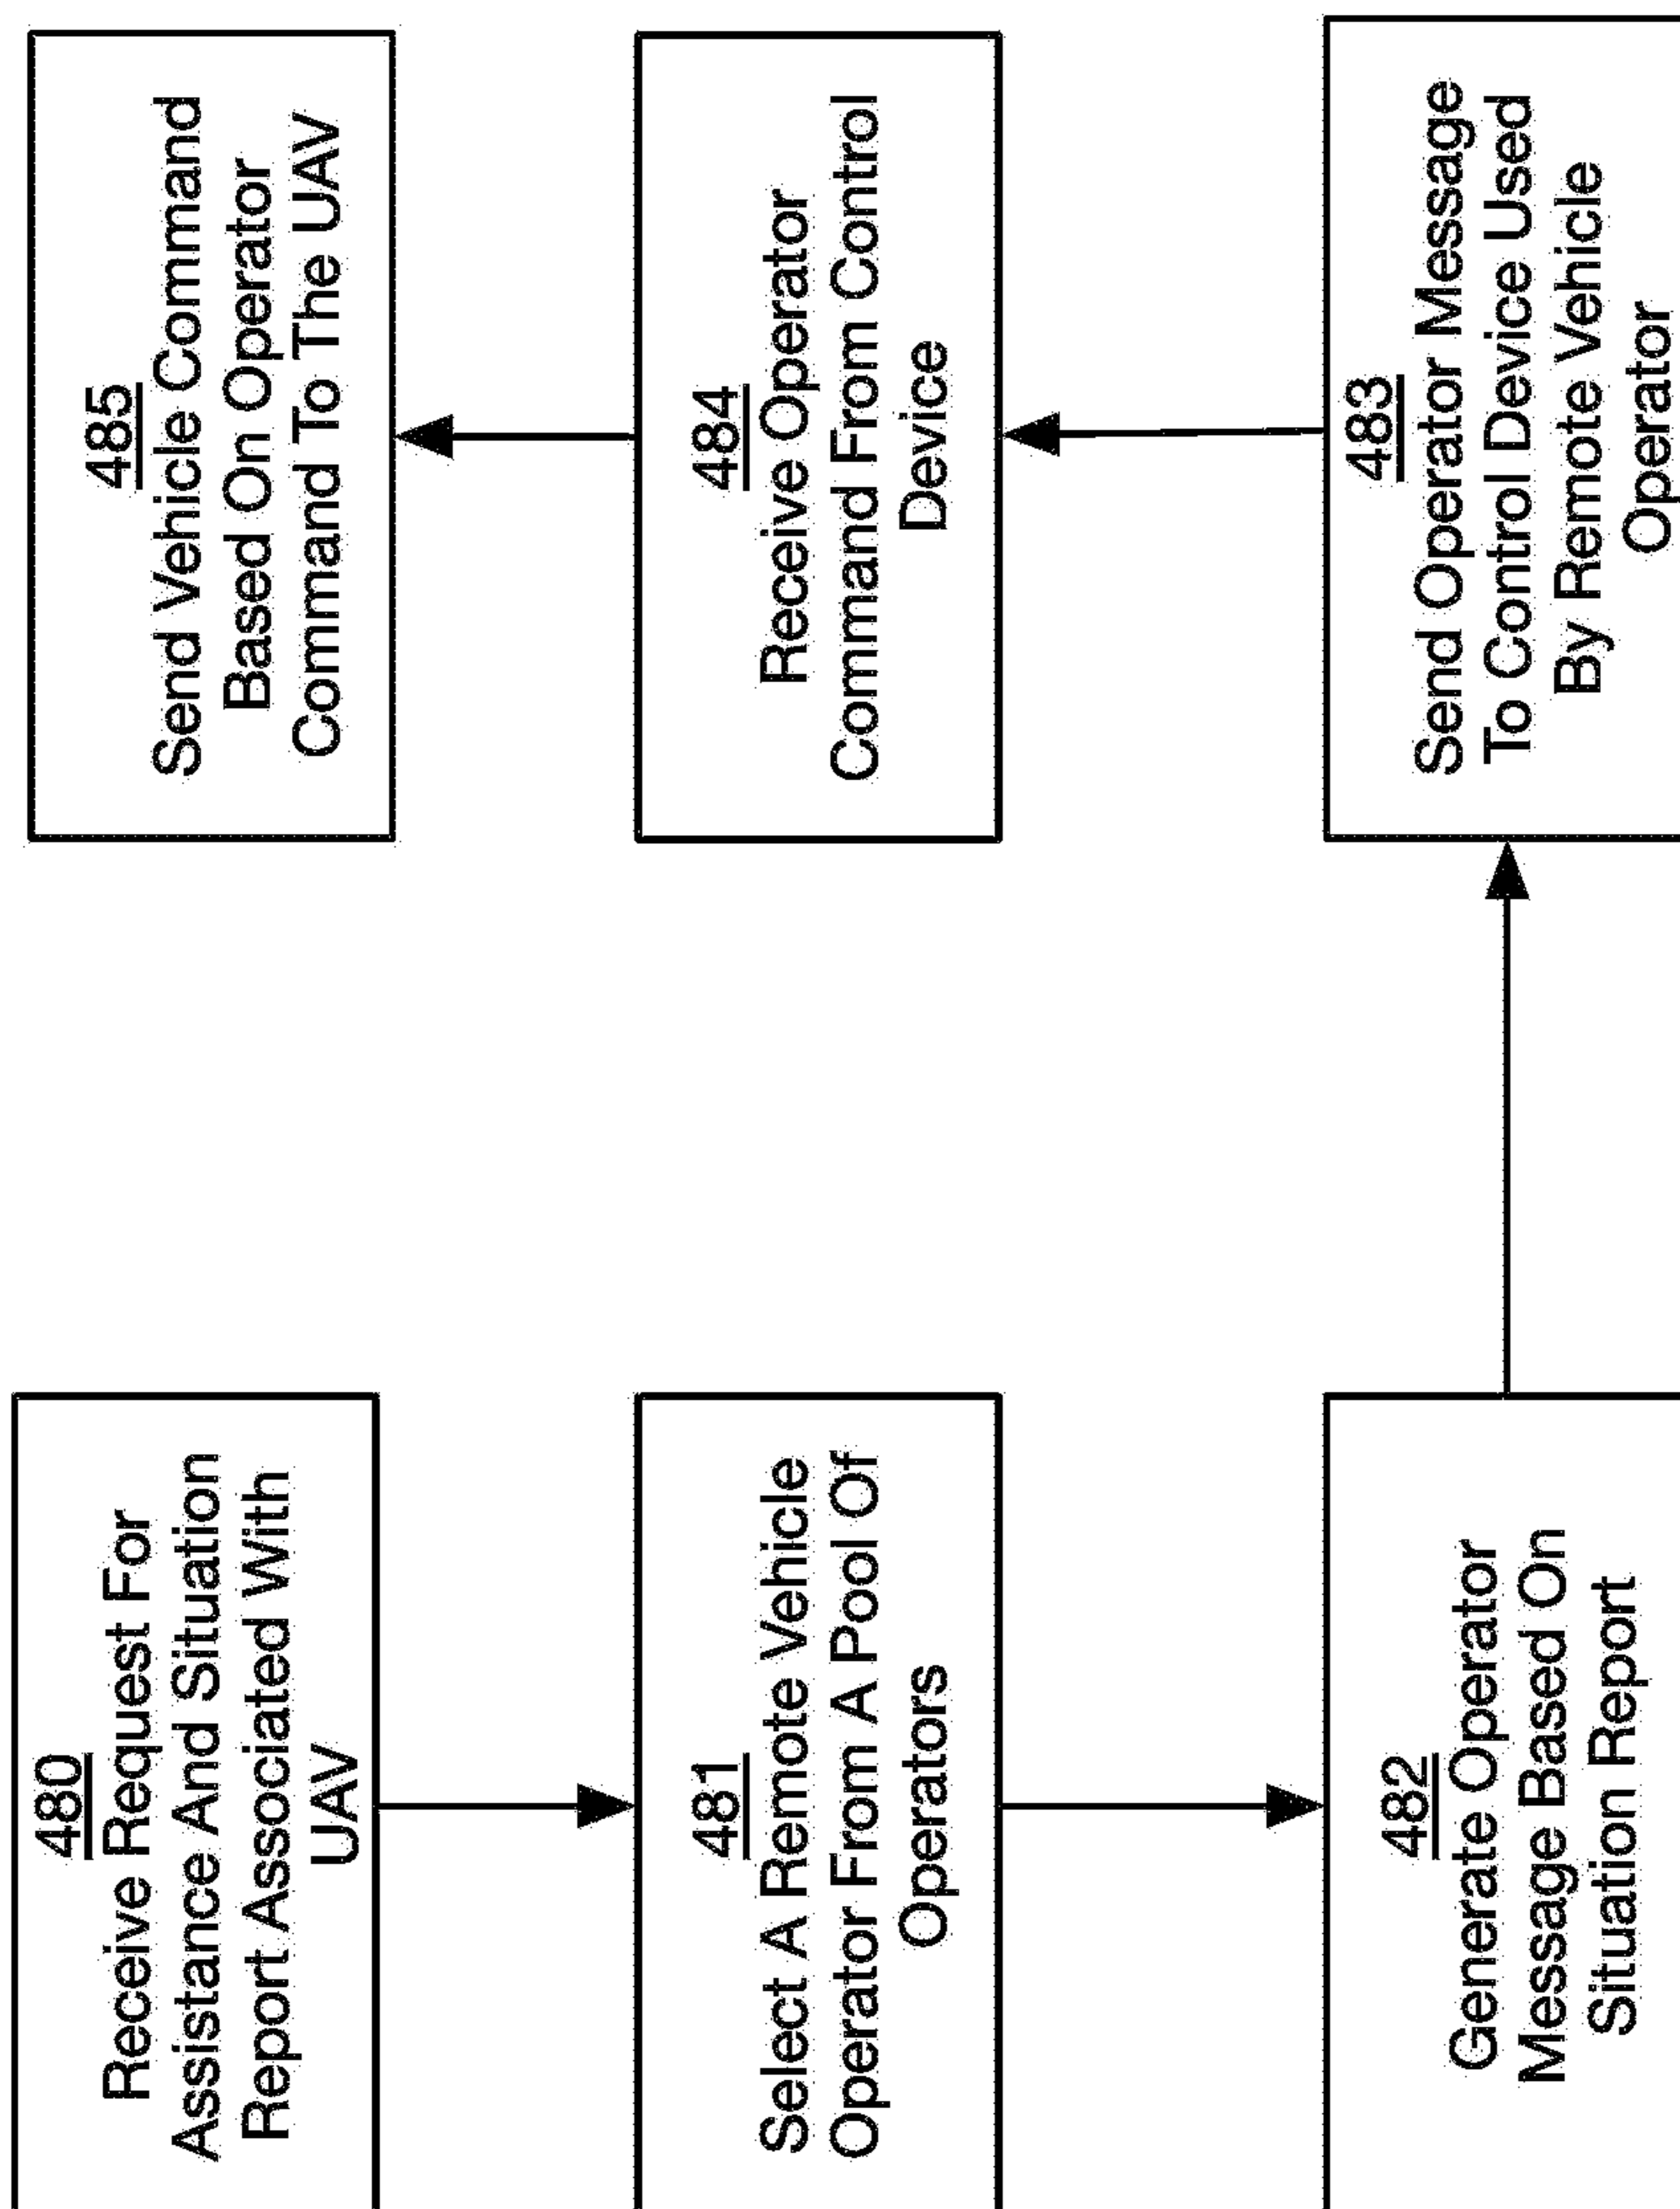 480
Receive Request For
Assistance And Situation
Report Associated With
UAV
481
Select A Remote Vehicle
Operator From A Pool Of
Operators
482
Generate Operator
Message Based On
Situation Report
483
Send Operator Message
To Control Device Used
By Remote Vehicle
Operator
484
Receive Operator
Command From Control
Device
485
Send Vehicle Command
Based On Operator
Command To The UAV